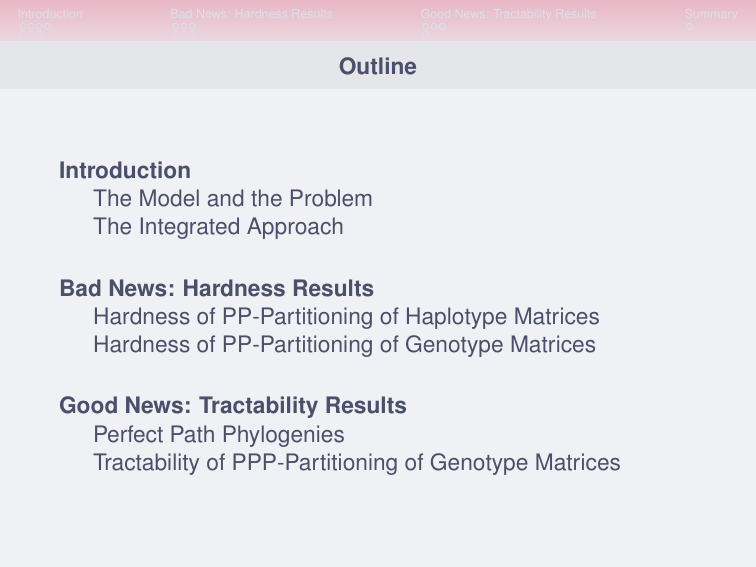 Introduction Bad News: Hardness Results Good News: Tractability Results Summary
Outline
Introduction
The Model and the Problem
The Integrated Approach
Bad News: Hardness Results
Hardness of PP-Partitioning of Haplotype Matrices
Hardness of PP-Partitioning of Genotype Matrices
Good News: Tractability Results
Perfect Path Phylogenies
Tractability of PPP-Partitioning of Genotype Matrices